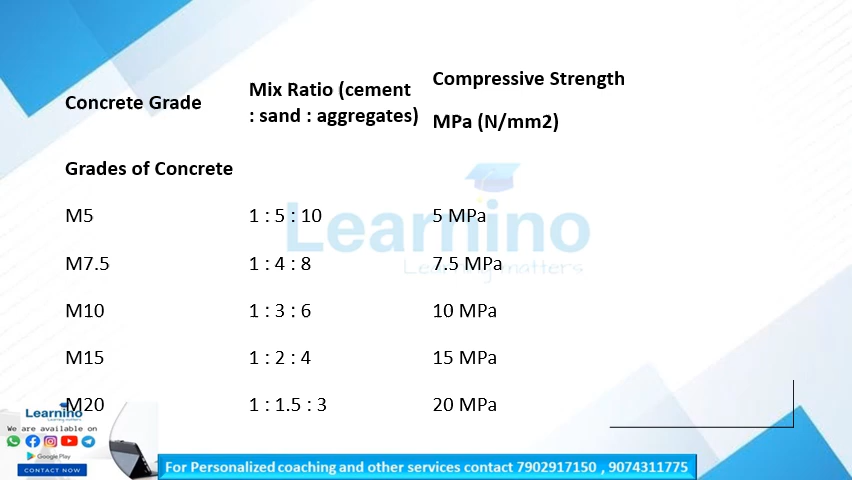 Concrete Grade
Mix Ratio (cement
: sand : aggregates)
Compressive Strength
MPa (N/mm2)
Grades of Concrete
M5 1 : 5 : 10 5 MPa
M7.5 1 : 4 : 8 7.5 MPa
M10 1 : 3 : 6 10 MPa
M15 1 : 2 : 4 15 MPa
M20 1 : 1.5 : 3 20 MPa
Learnino
Learning matters
Learnino
Learning matters
We are available on
Google Play
CONTACT NOW
For Personalized coaching and other services contact 7902917150 , 9074311775